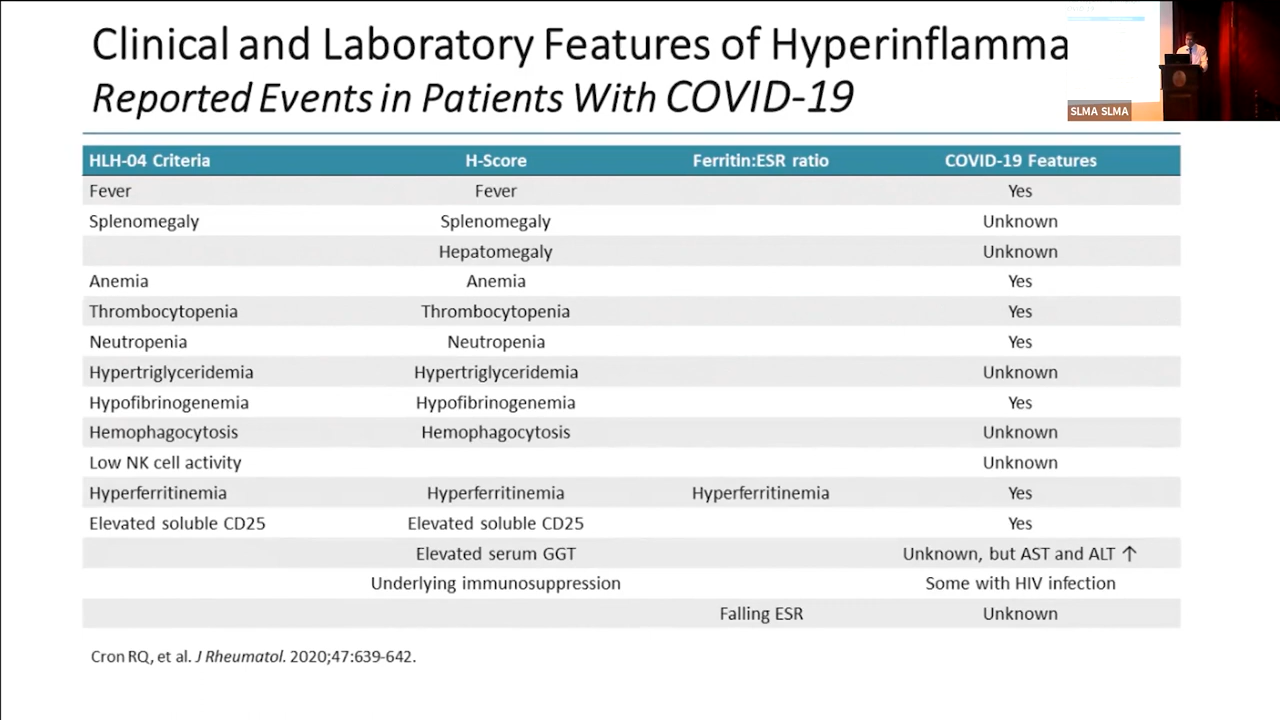 Clinical and Laboratory Features of Hyperinflamma
Reported Events in Patients With COVID-19
SLMA SLMA
HLH-04 Criteria H-Score Ferritin:ESR ratio COVID-19 Features
Fever Fever Yes
Splenomegaly Splenomegaly Unknown
Hepatomegaly Unknown
Anemia Anemia Yes
Thrombocytopenia Thrombocytopenia Yes
Neutropenia Neutropenia Yes
Hypertriglyceridemia Hypertriglyceridemia Unknown
Hypofibrinogenemia Hypofibrinogenemia Yes
Hemophagocytosis Hemophagocytosis Unknown
Low NK cell activity Unknown
Hyperferritinemia Hyperferritinemia Hyperferritinemia Yes
Elevated soluble CD25 Elevated soluble CD25 Yes
Elevated serum GGT Unknown, but AST and ALT ↑
Underlying immunosuppression Some with HIV infection
Falling ESR Unknown
Cron RQ, et al. J Rheumatol. 2020;47:639-642.